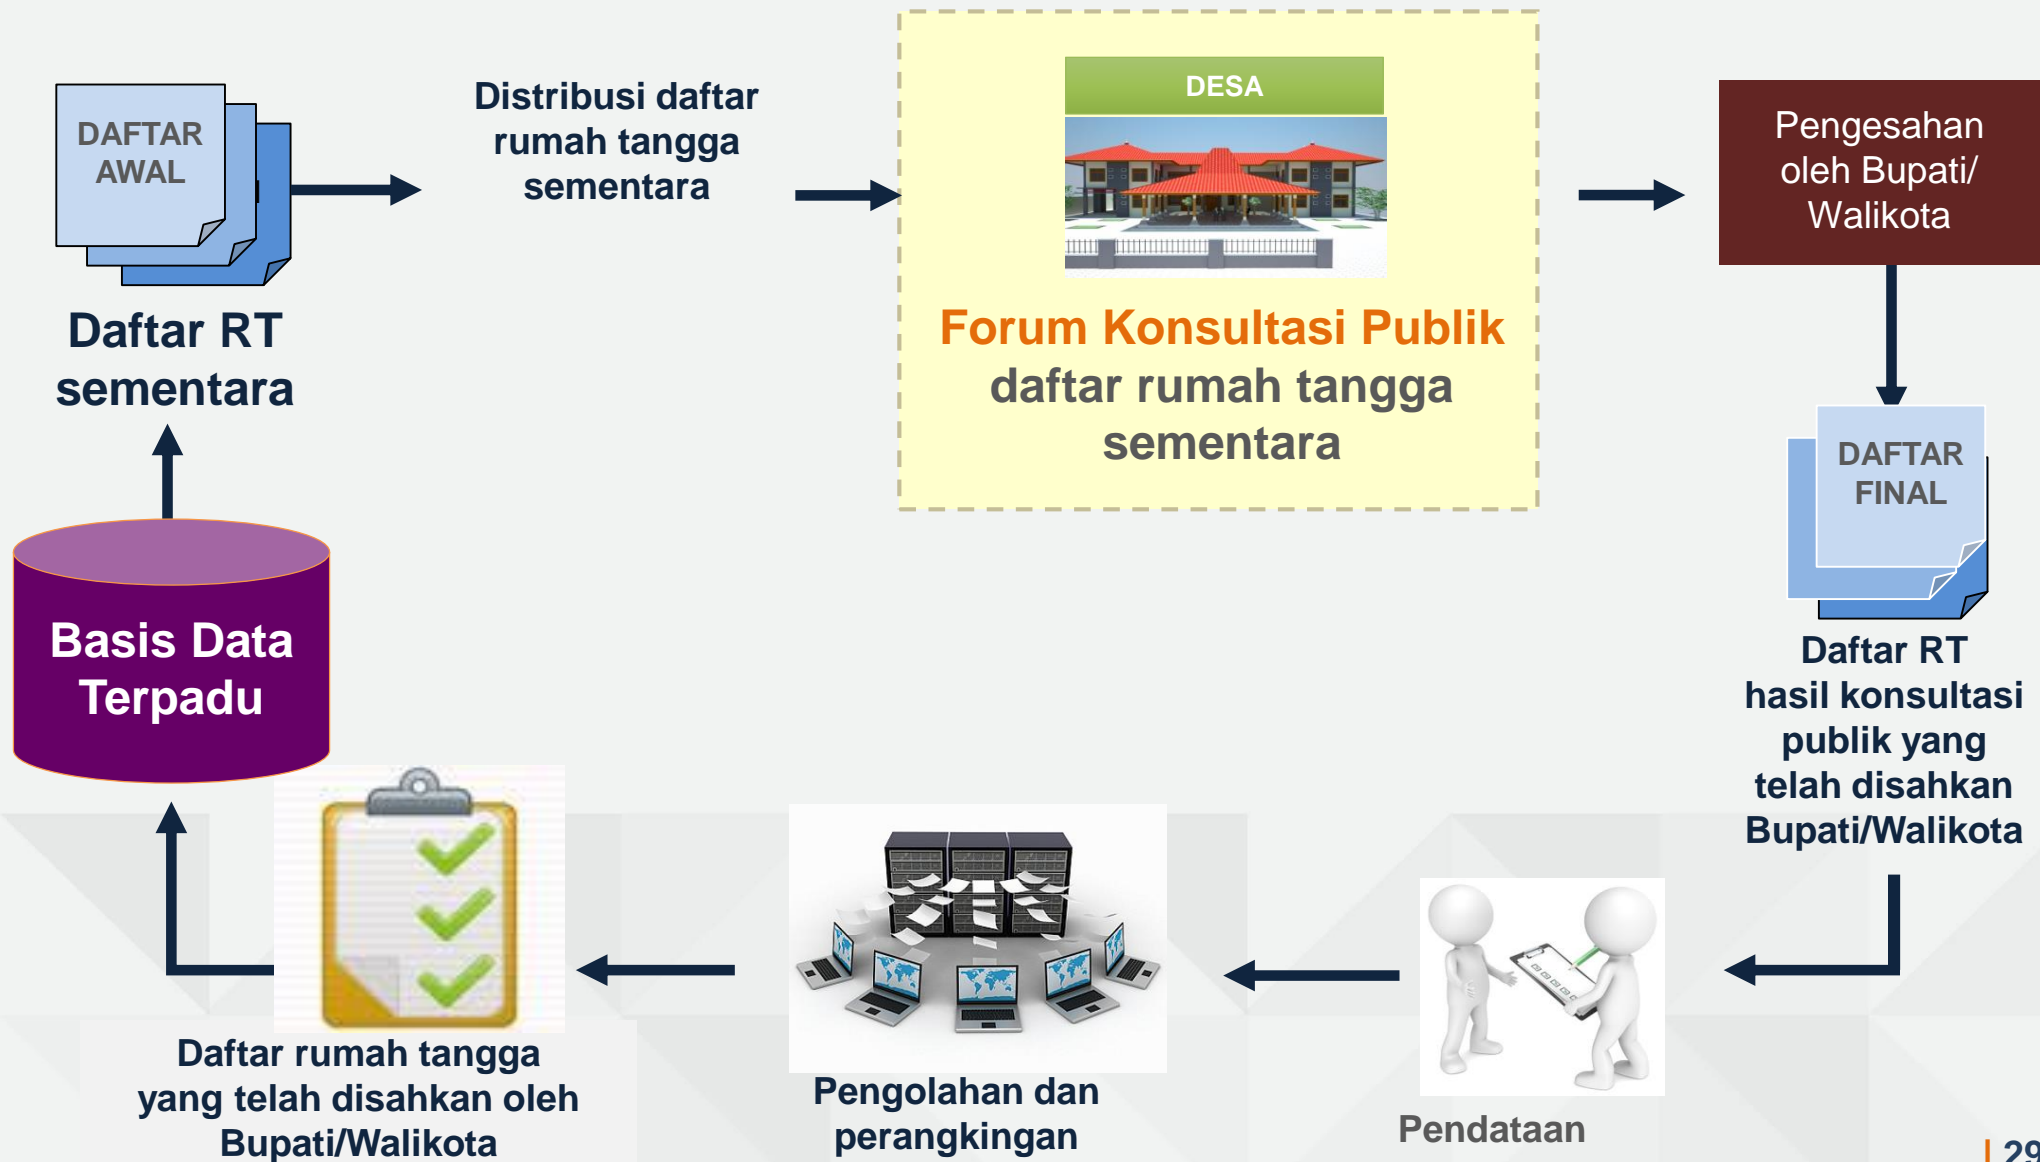 DAFTAR
AWAL
Daftar RT
sementara
Distribusi daftar
rumah tangga
sementara
DESA
Forum Konsultasi Publik
daftar rumah tangga
sementara
Pengesahan
oleh Bupati/
Walikota
DAFTAR
FINAL
Daftar RT
hasil konsultasi
publik yang
telah disahkan
Bupati/Walikota
Pendataan
Pengolahan dan
perangkingan
Daftar rumah tangga
yang telah disahkan oleh
Bupati/Walikota
Basis Data
Terpadu
| 29